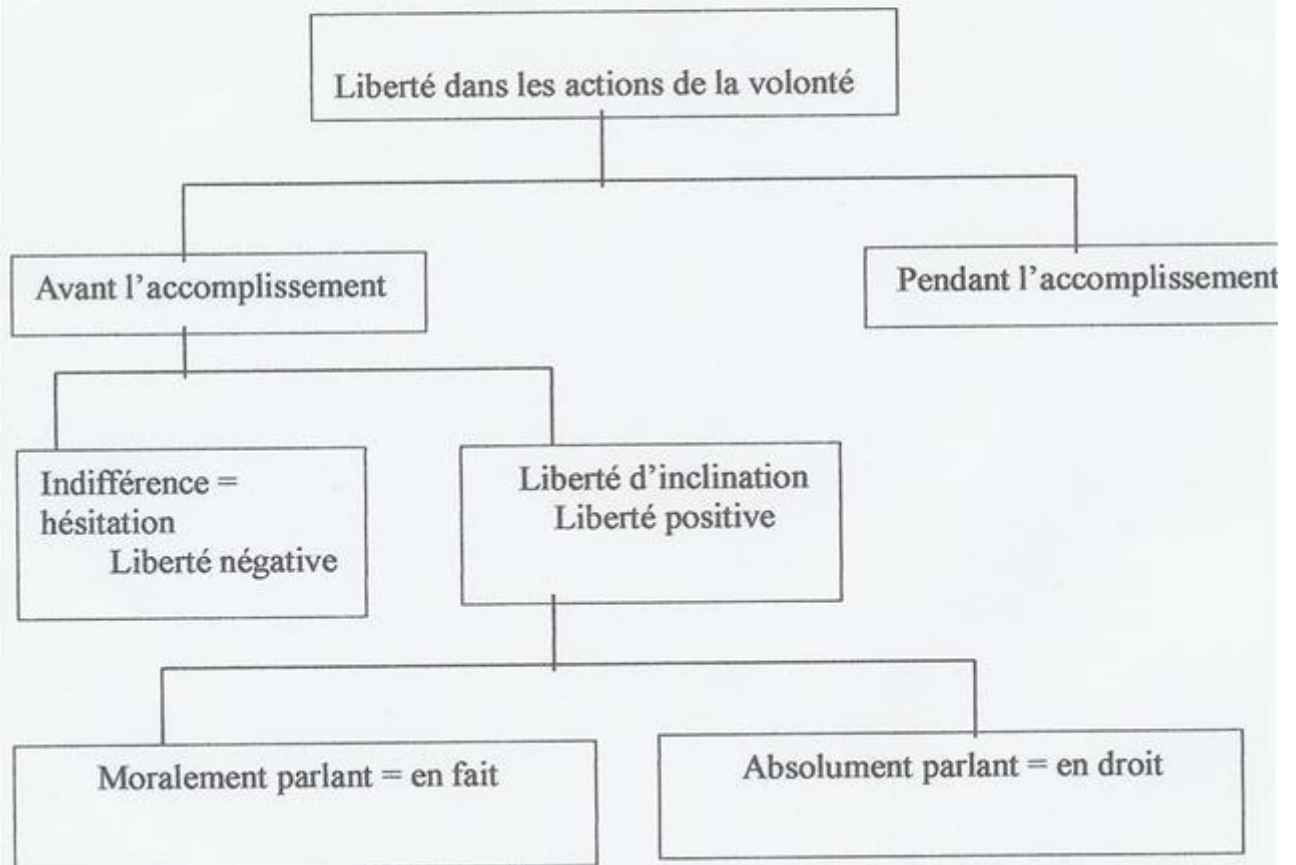 Liberté dans les actions de la volonté
Avant l'accomplissement
Pendant l'accomplissement
Indifférence =
hésitation
Liberté négative
Liberté d'inclination
Liberté positive
Moralement parlant = en fait
Absolument parlant = en droit